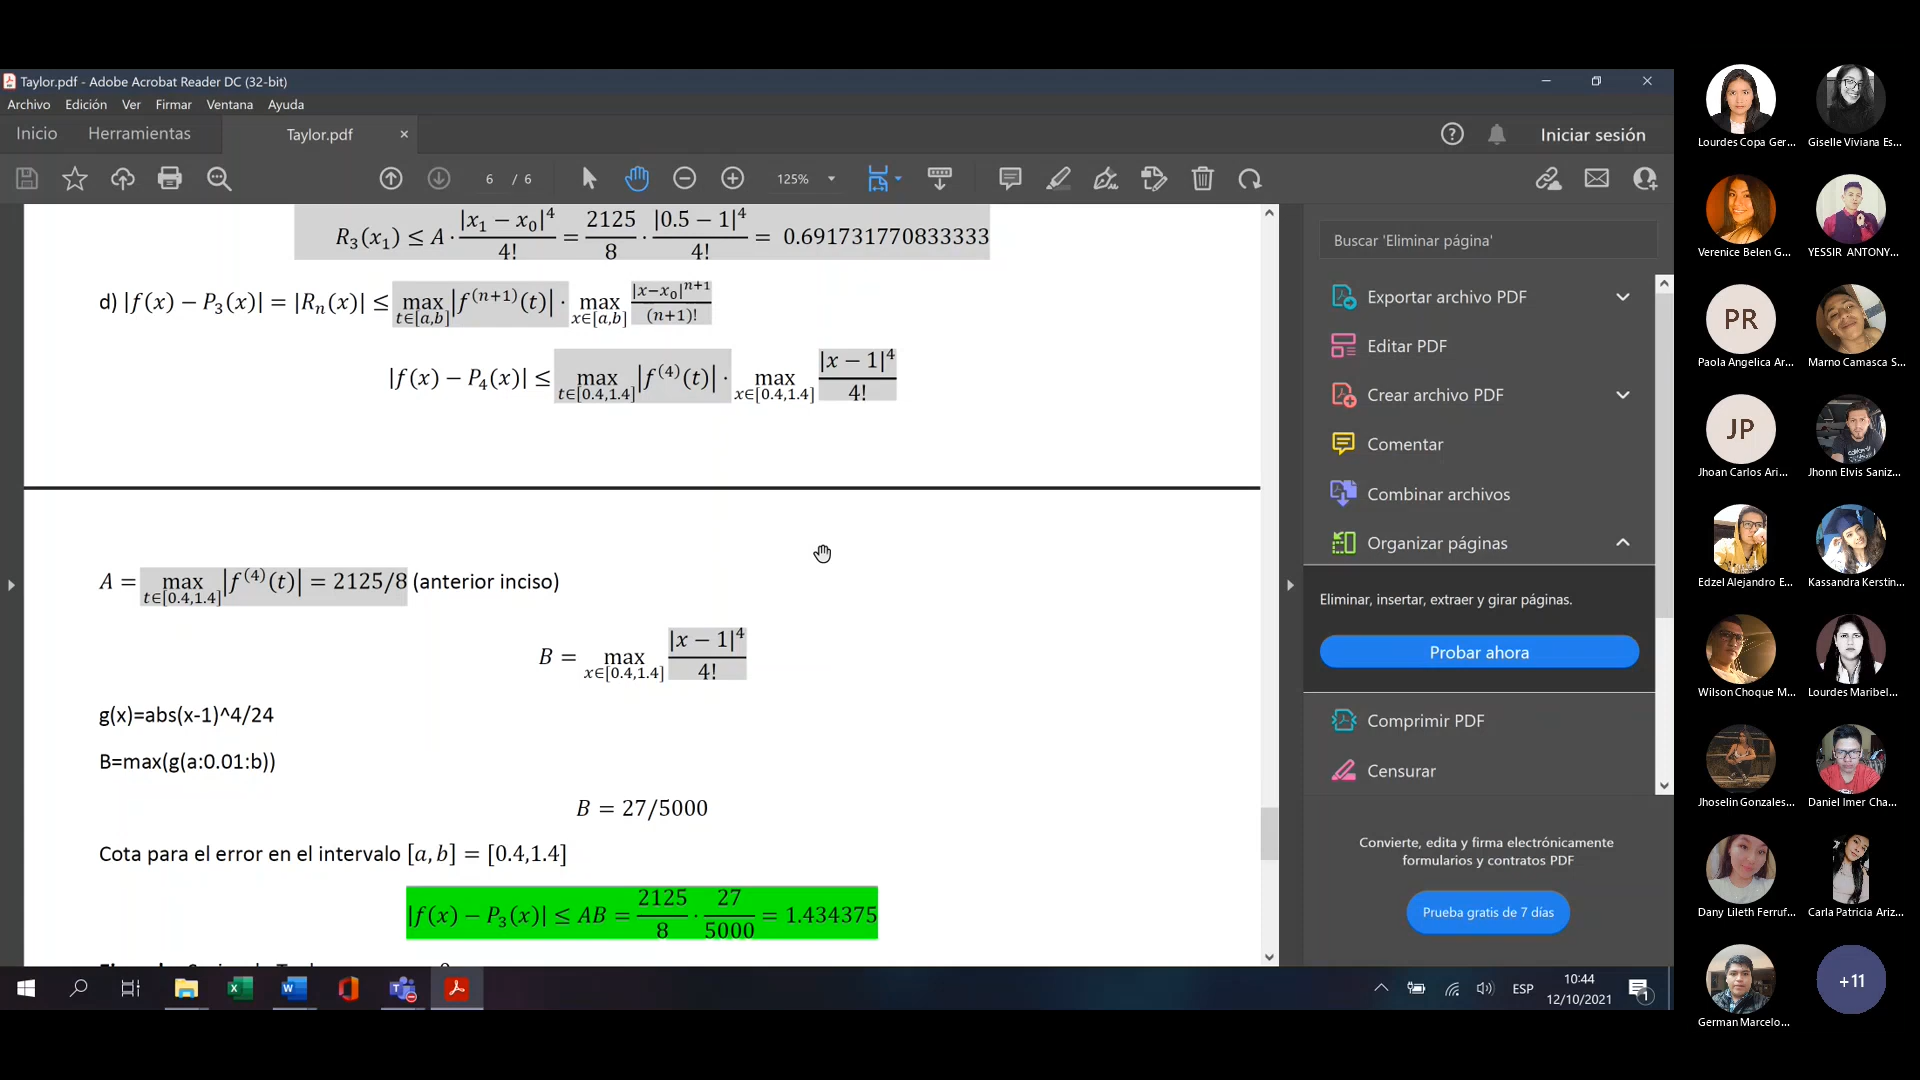 Taylor.pdf - Adobe Acrobat Reader DC (32-bit)
Archivo Edición Ver Firmar Ventana Ayuda
Inicio Herramientas Taylor.pdf × Iniciar sesión
6 / 6 125%
R₃(x₁) ≤ A · |x₁ − x₀|⁴/4! = 2125/8 · |0.5 − 1|⁴/4! = 0.691731770833333
d) |f(x) − P₃(x)| = |Rₙ(x)| ≤ max t∈[a,b] |f⁽ⁿ⁺¹⁾(t)| · max x∈[a,b] |x−x₀|ⁿ⁺¹/(n+1)!
|f(x) − P₄(x)| ≤ max t∈[0.4,1.4] |f⁽⁴⁾(t)| · max x∈[0.4,1.4] |x − 1|⁴/4!
A = max t∈[0.4,1.4] |f⁽⁴⁾(t)| = 2125/8 (anterior inciso)
B = max x∈[0.4,1.4] |x − 1|⁴/4!
g(x)=abs(x-1)^4/24
B=max(g(a:0.01:b))
B = 27/5000
Cota para el error en el intervalo [a, b] = [0.4,1.4]
|f(x) − P₃(x)| ≤ AB = 2125/8 · 27/5000 = 1.434375
Buscar 'Eliminar página'
Exportar archivo PDF
Editar PDF
Crear archivo PDF
Comentar
Combinar archivos
Organizar páginas
Eliminar, insertar, extraer y girar páginas.
Probar ahora
Comprimir PDF
Censurar
Convierte, edita y firma electrónicamente
formularios y contratos PDF
Prueba gratis de 7 días
ESP
10:44
12/10/2021
1
Lourdes Copa Ger... Giselle Viviana Es...
Verenice Belen G... YESSIR ANTONY...
PR
Paola Angelica Ar... Marno Camasca S...
JP
Jhoan Carlos Ari... Jhonn Elvis Saniz...
Edzel Alejandro E... Kassandra Kerstin...
Wilson Choque M... Lourdes Maribel...
Jhoselin Gonzales... Daniel Imer Cha...
Dany Lileth Ferruf... Carla Patricia Ariz...
+11
German Marcelo...